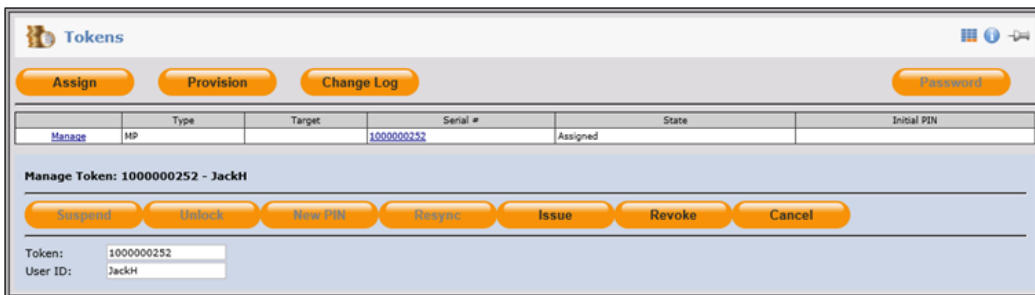 Tokens
Assign Provision Change Log Password
Type Target Serial # State Initial PIN
Manage MP 1000000252 Assigned
Manage Token: 1000000252 - JackH
Suspend Unlock New PIN Resync Issue Revoke Cancel
Token: 1000000252
User ID: JackH